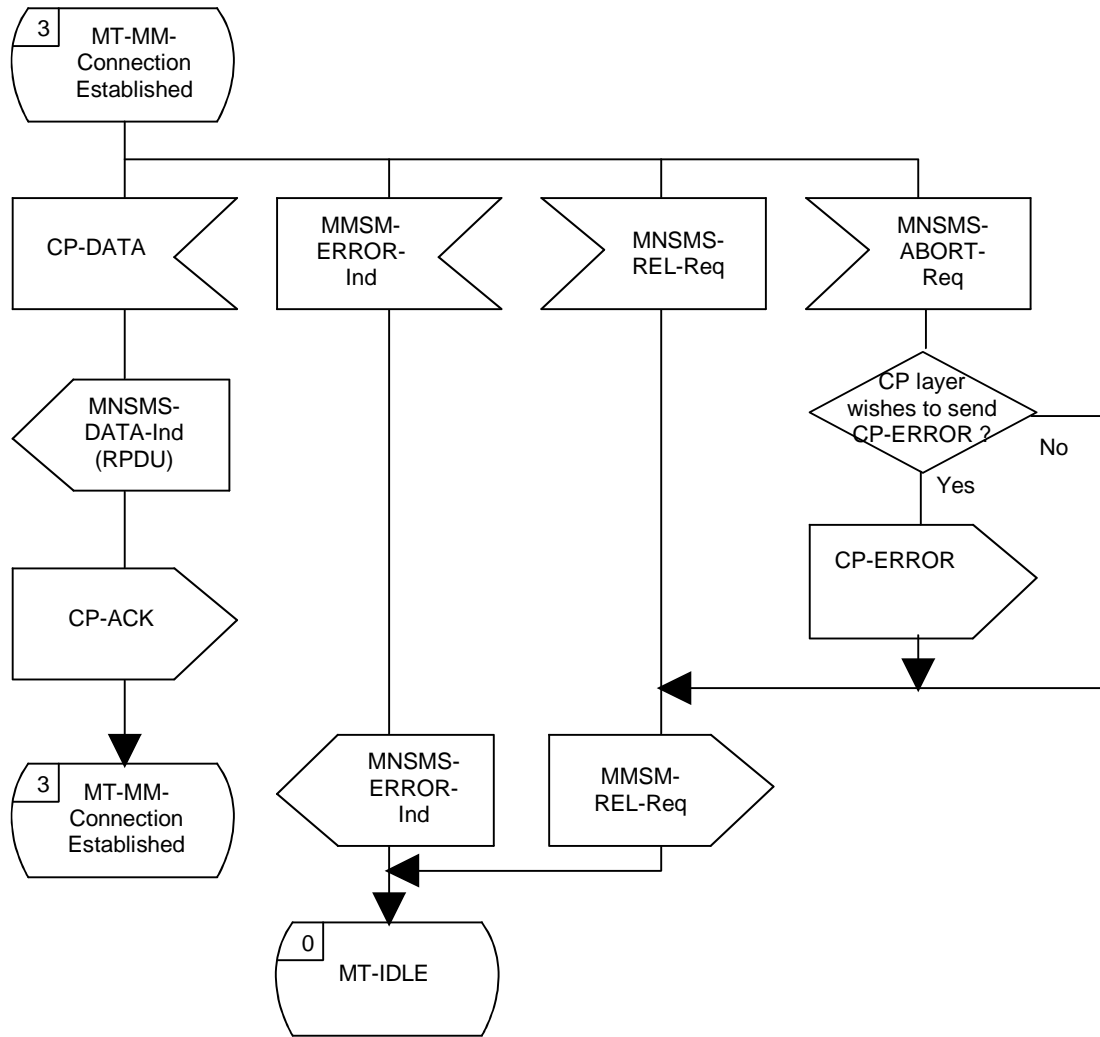 3
MT-MM-
Connection
Established
CP-DATA
MMSM-
ERROR-
Ind
MNSMS-
REL-Req
MNSMS-
ABORT-
Req
MNSMS-
DATA-Ind
(RPDU)
CP layer
wishes to send
CP-ERROR ?
No
Yes
CP-ERROR
CP-ACK
3
MT-MM-
Connection
Established
MNSMS-
ERROR-
Ind
MMSM-
REL-Req
0
MT-IDLE